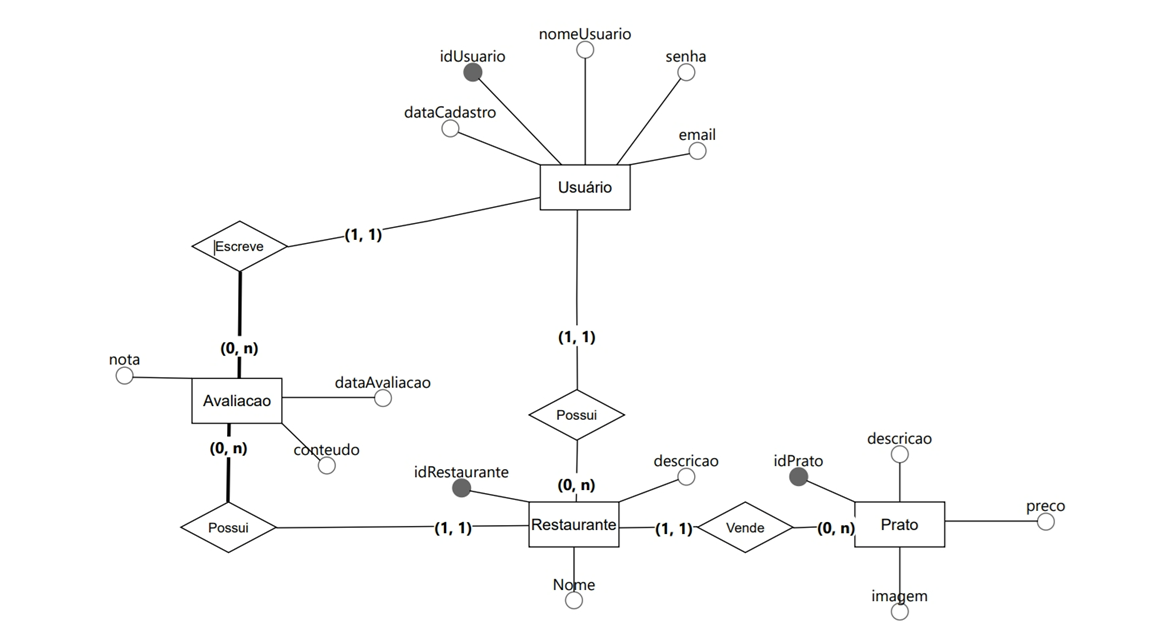 nomeUsuario
idUsuario
senha
dataCadastro
email
Usuário
(1, 1)
Escreve
(1, 1)
(0, n)
nota
dataAvaliacao
Avaliacao
Possui
(0, n)
conteudo
descricao
idRestaurante
descricao
idPrato
(0, n)
preco
Possui
(1, 1)
Restaurante
(1, 1)
Vende
(0, n)
Prato
Nome
imagem